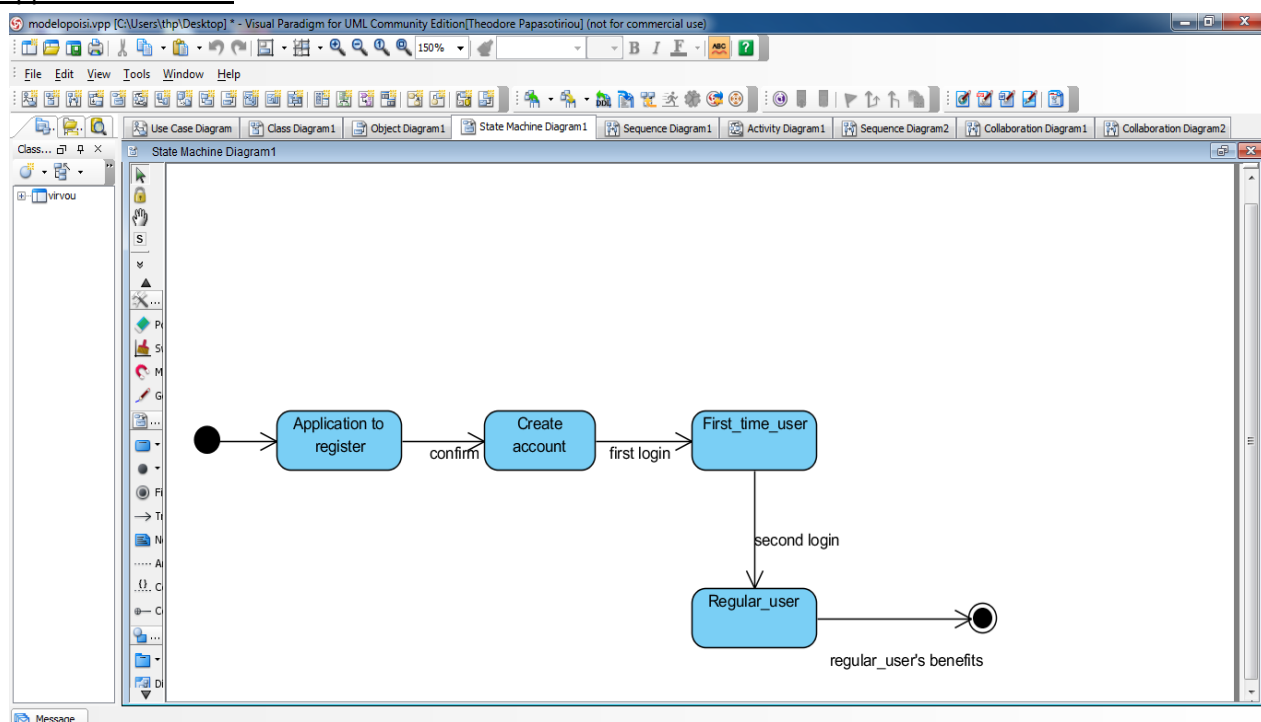 modelopoisi.vpp [C:\Users\thp\Desktop] * - Visual Paradigm for UML Community Edition[Theodore Papasotiriou] (not for commercial use)
150%
B I F ABC
File Edit View Tools Window Help
DDL
Use Case Diagram Class Diagram1 Object Diagram1 State Machine Diagram1 Sequence Diagram1 Activity Diagram1 Sequence Diagram2 Collaboration Diagram1 Collaboration Diagram2
Class...
State Machine Diagram1
virvou
S
Application to
register
confirm
Create
account
first login
First_time_user
second login
Regular_user
regular_user's benefits
Message